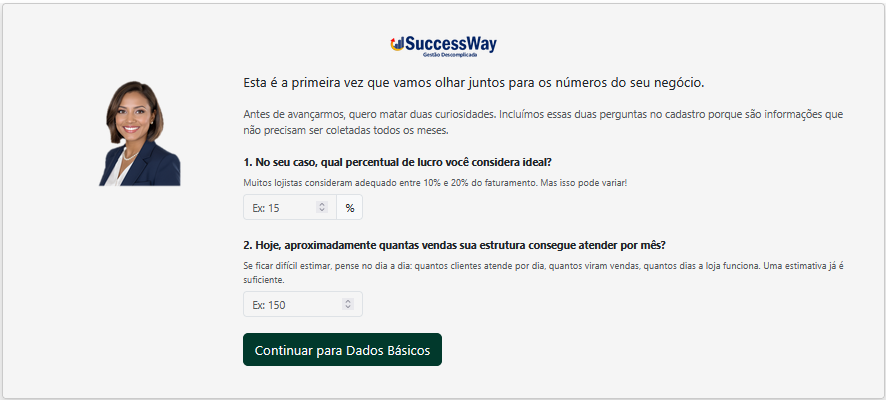 SuccessWay
Gestão Descomplicada
Esta é a primeira vez que vamos olhar juntos para os números do seu negócio.
Antes de avançarmos, quero matar duas curiosidades. Incluímos essas duas perguntas no cadastro porque são informações que
não precisam ser coletadas todos os meses.
1. No seu caso, qual percentual de lucro você considera ideal?
Muitos lojistas consideram adequado entre 10% e 20% do faturamento. Mas isso pode variar!
Ex: 15 %
2. Hoje, aproximadamente quantas vendas sua estrutura consegue atender por mês?
Se ficar difícil estimar, pense no dia a dia: quantos clientes atende por dia, quantos viram vendas, quantos dias a loja funciona. Uma estimativa já é
suficiente.
Ex: 150
Continuar para Dados Básicos